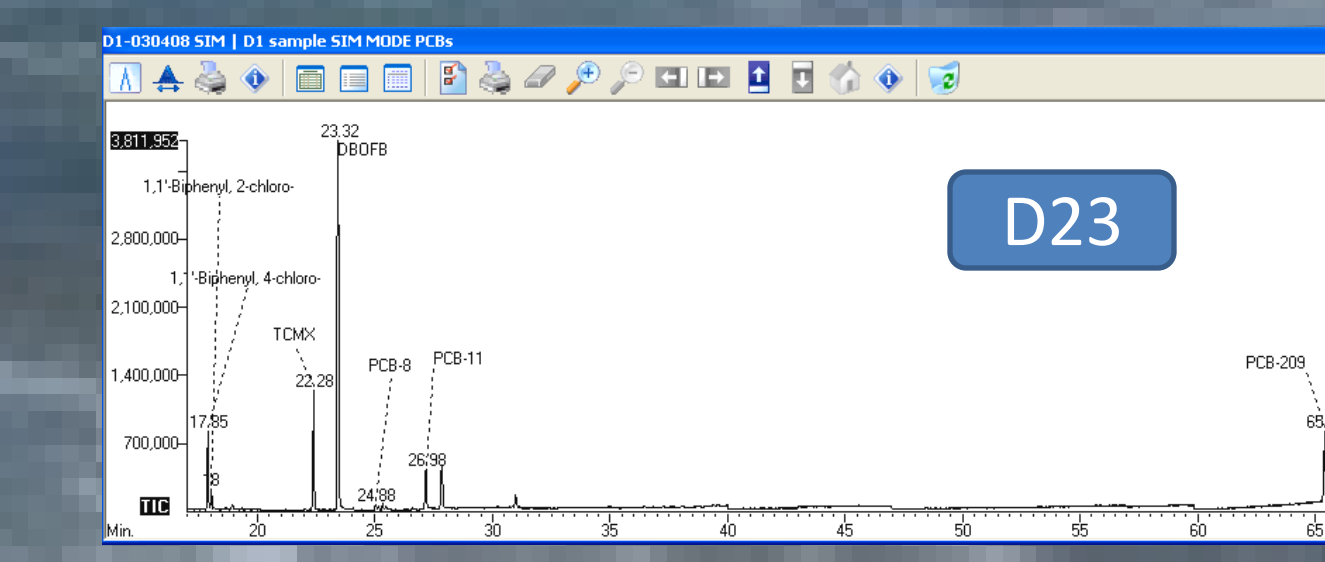 D1-030408 SIM | D1 sample SIM MODE PCBs
3,811,952
23.32
DBOFB
1,1'-Biphenyl, 2-chloro-
D23
2,800,000
1,1'-Biphenyl, 4-chloro-
2,100,000
TCMX
PCB-8
PCB-11
PCB-209
1,400,000
22.28
17.85
65
700,000
26.98
18
24.88
TIC
Min.
20 25 30 35 40 45 50 55 60 65